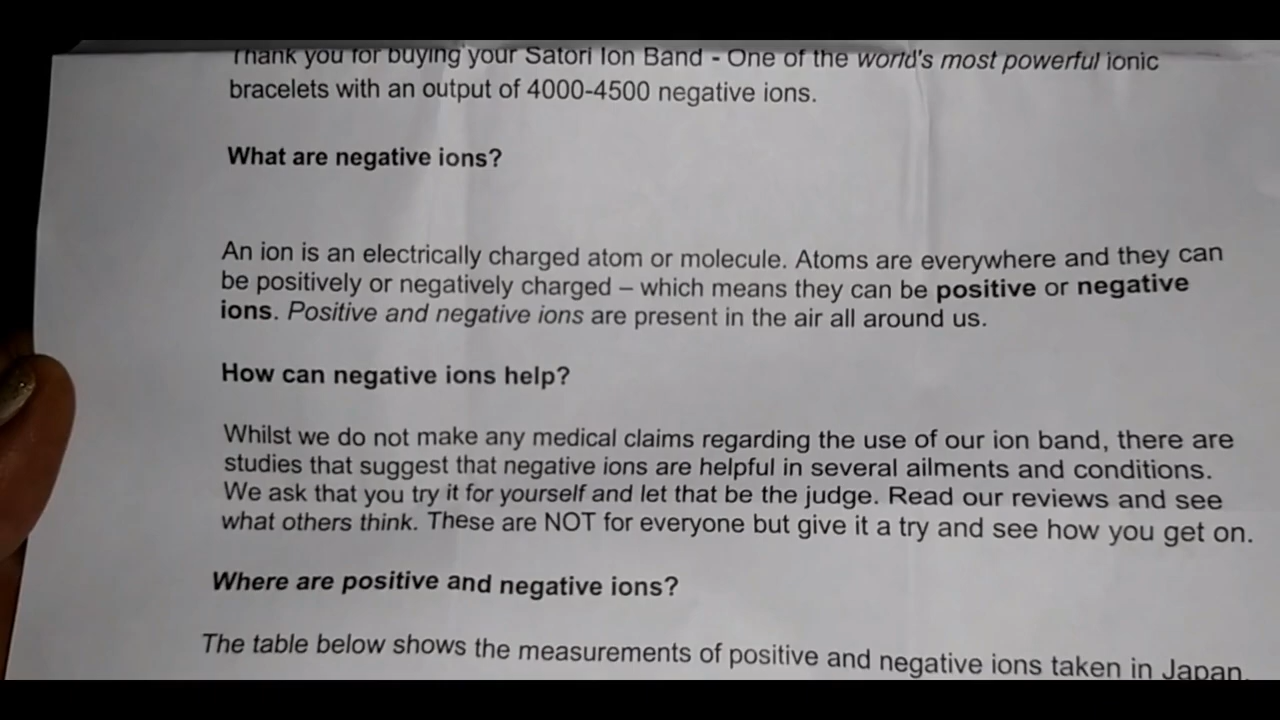 Thank you for buying your Satori Ion Band - One of the world's most powerful ionic
bracelets with an output of 4000-4500 negative ions.
What are negative ions?
An ion is an electrically charged atom or molecule. Atoms are everywhere and they can
be positively or negatively charged – which means they can be positive or negative
ions. Positive and negative ions are present in the air all around us.
How can negative ions help?
Whilst we do not make any medical claims regarding the use of our ion band, there are
studies that suggest that negative ions are helpful in several ailments and conditions.
We ask that you try it for yourself and let that be the judge. Read our reviews and see
what others think. These are NOT for everyone but give it a try and see how you get on.
Where are positive and negative ions?
The table below shows the measurements of positive and negative ions taken in Japan.